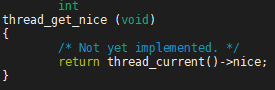 int
thread_get_nice (void)
{
/* Not yet implemented. */
return thread_current()->nice;
}